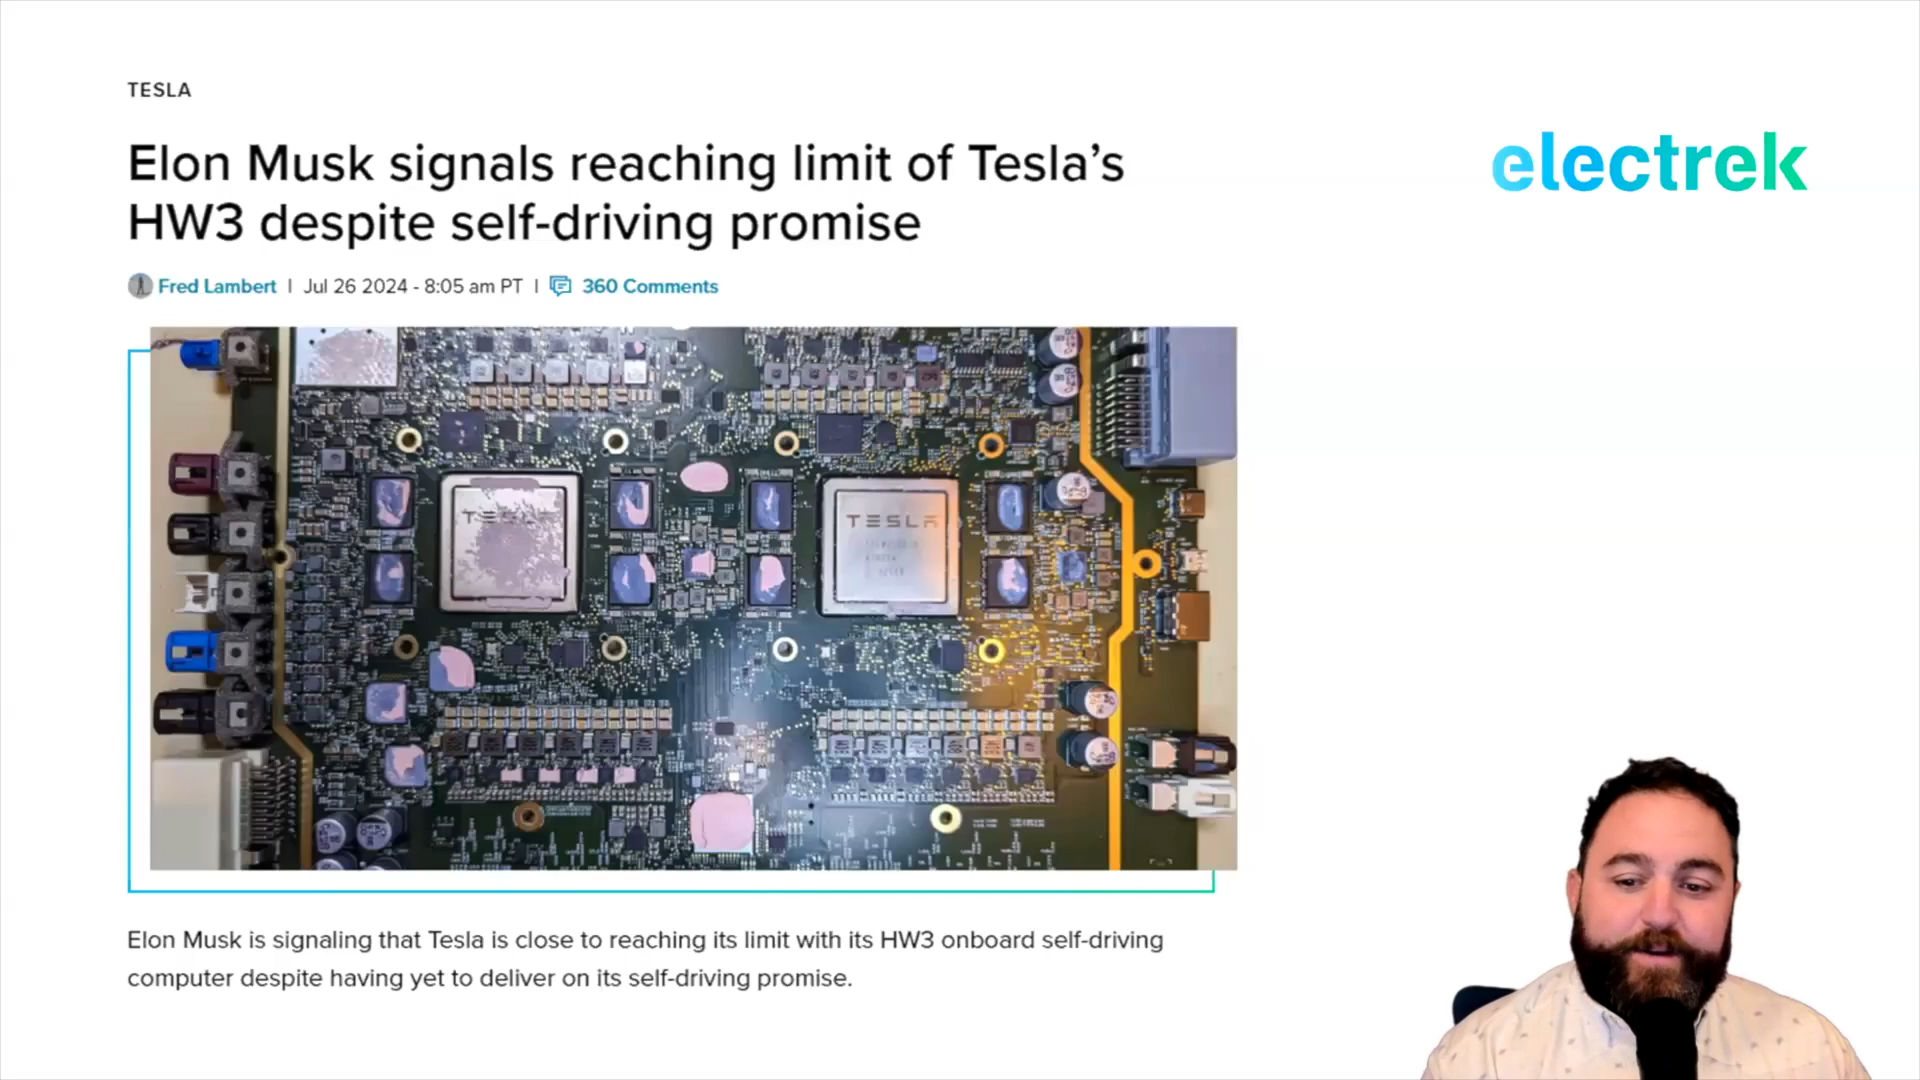 TESLA
Elon Musk signals reaching limit of Tesla's
HW3 despite self-driving promise
Fred Lambert | Jul 26 2024 - 8:05 am PT | 360 Comments
electrek
TESLA
Elon Musk is signaling that Tesla is close to reaching its limit with its HW3 onboard self-driving
computer despite having yet to deliver on its self-driving promise.